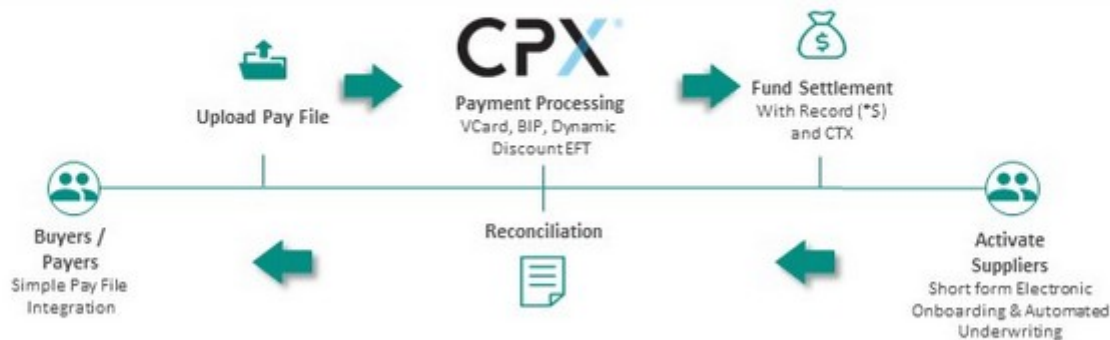 CPX
Upload Pay File
Payment Processing
VCard, BIP, Dynamic
Discount EFT
$
Fund Settlement
With Record (*S)
and CTX
Buyers /
Payers
Simple Pay File
Integration
Reconciliation
Activate
Suppliers
Short form Electronic
Onboarding & Automated
Underwriting